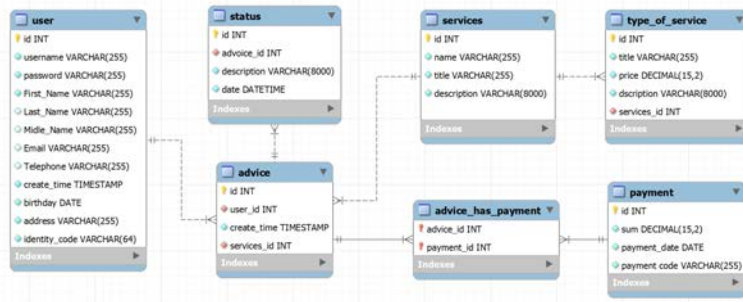 user
id INT
username VARCHAR(255)
password VARCHAR(255)
First_Name VARCHAR(255)
Last_Name VARCHAR(255)
Midle_Name VARCHAR(255)
Email VARCHAR(255)
Telephone VARCHAR(255)
create_time TIMESTAMP
birthday DATE
address VARCHAR(255)
identity_code VARCHAR(64)
Indexes
status
id INT
advoice_id INT
description VARCHAR(8000)
date DATETIME
Indexes
services
id INT
name VARCHAR(255)
title VARCHAR(255)
description VARCHAR(8000)
Indexes
type_of_service
id INT
title VARCHAR(255)
price DECIMAL(15,2)
dscription VARCHAR(8000)
services_id INT
Indexes
advice
id INT
user_id INT
create_time TIMESTAMP
services_id INT
Indexes
advice_has_payment
advice_id INT
payment_id INT
Indexes
payment
id INT
sum DECIMAL(15,2)
payment_date DATE
payment code VARCHAR(255)
Indexes